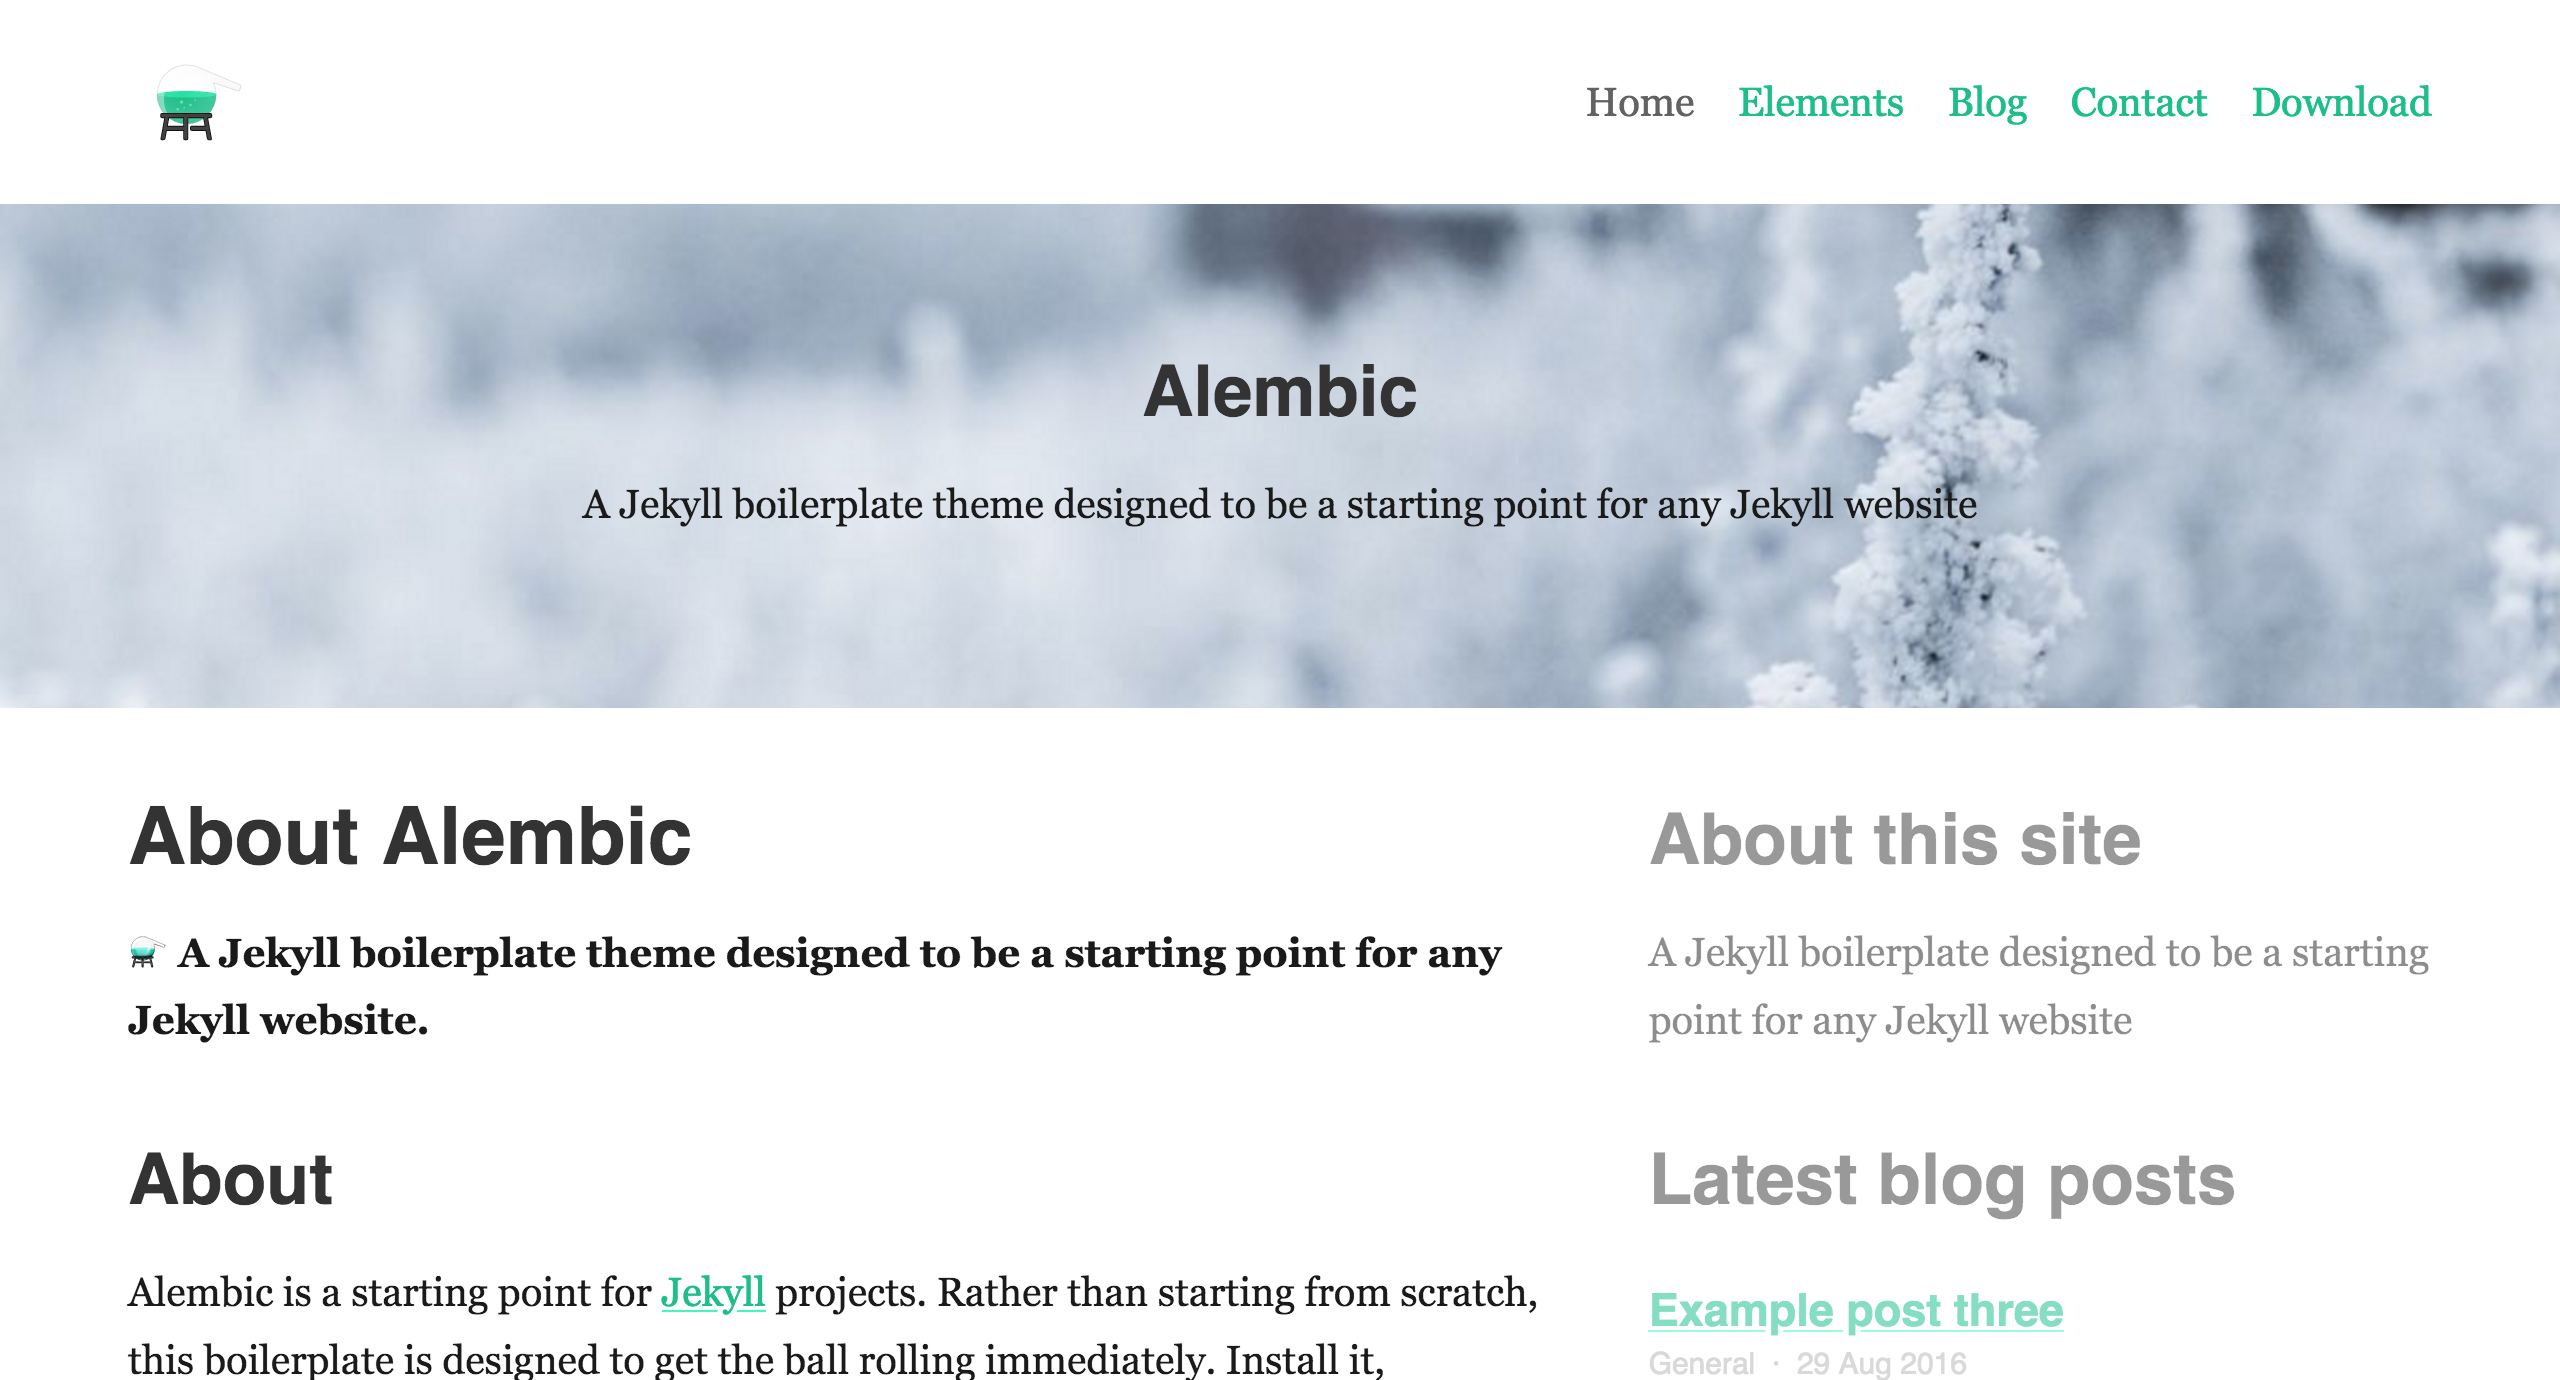 Home Elements Blog Contact Download
Alembic
A Jekyll boilerplate theme designed to be a starting point for any Jekyll website
About Alembic
A Jekyll boilerplate theme designed to be a starting point for any
Jekyll website.
About
Alembic is a starting point for Jekyll projects. Rather than starting from scratch,
this boilerplate is designed to get the ball rolling immediately. Install it,
About this site
A Jekyll boilerplate designed to be a starting
point for any Jekyll website
Latest blog posts
Example post three
General · 29 Aug 2016